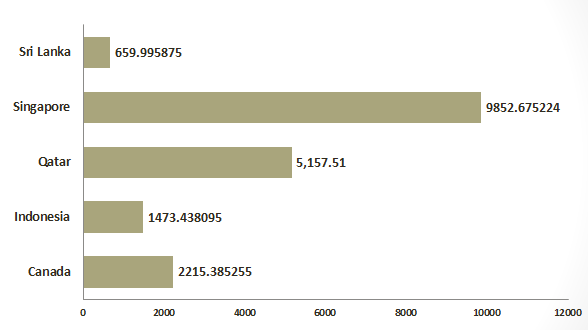 Sri Lanka 659.995875
Singapore 9852.675224
Qatar 5,157.51
Indonesia 1473.438095
Canada 2215.385255
0 2000 4000 6000 8000 10000 12000